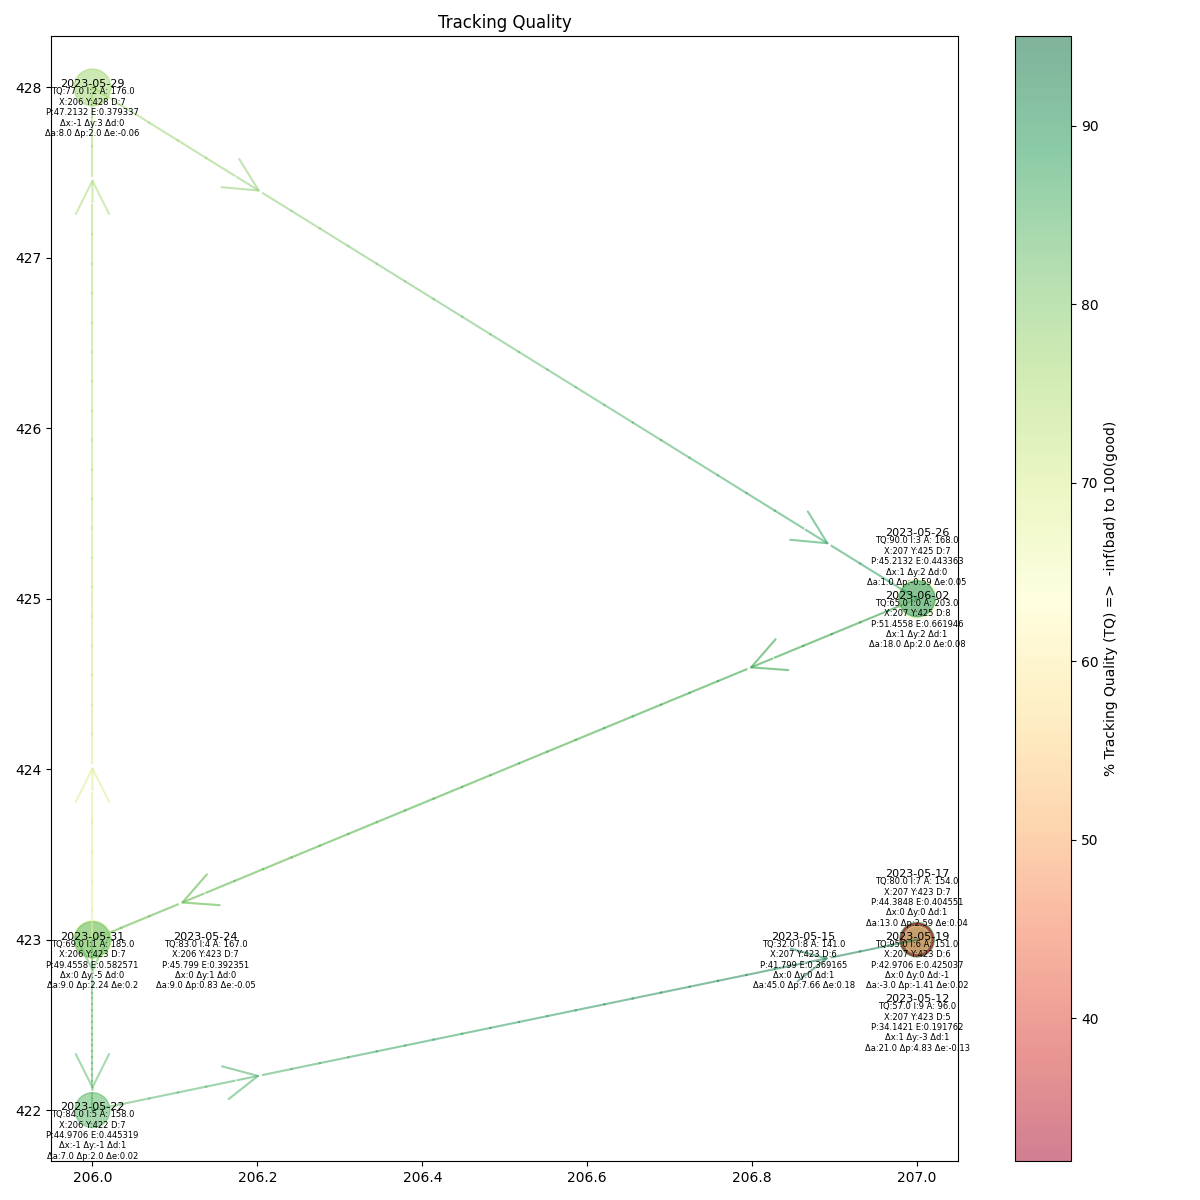 Tracking Quality
428
427
426
425
424
423
422
206.0
206.2
206.4
206.6
206.8
207.0
2023-05-29
TQ:77.0 I:2 A: 176.0
X:206 Y:428 D:7
P:47.2132 E:0.379337
Δx:-1 Δy:3 Δd:0
Δa:8.0 Δp:2.0 Δe:-0.06
2023-05-26
TQ:90.0 I:3 A: 168.0
X:207 Y:425 D:7
P:45.2132 E:0.443363
Δx:1 Δy:2 Δd:0
Δa:1.0 Δp:-0.59 Δe:0.05
2023-06-02
TQ:65.0 I:0 A: 203.0
X:207 Y:425 D:8
P:51.4558 E:0.661946
Δx:1 Δy:2 Δd:1
Δa:18.0 Δp:2.0 Δe:0.08
2023-05-17
TQ:80.0 I:7 A: 154.0
X:207 Y:423 D:7
P:44.3848 E:0.404551
Δx:0 Δy:0 Δd:1
Δa:13.0 Δp:2.59 Δe:0.04
2023-05-31
TQ:69.0 I:1 A: 185.0
X:206 Y:423 D:7
P:49.4558 E:0.582571
Δx:0 Δy:-5 Δd:0
Δa:9.0 Δp:2.24 Δe:0.2
2023-05-24
TQ:83.0 I:4 A: 167.0
X:206 Y:423 D:7
P:45.799 E:0.392351
Δx:0 Δy:1 Δd:0
Δa:9.0 Δp:0.83 Δe:-0.05
2023-05-15
TQ:32.0 I:8 A: 141.0
X:207 Y:423 D:6
P:41.799 E:0.369165
Δx:0 Δy:0 Δd:1
Δa:45.0 Δp:7.66 Δe:0.18
2023-05-19
TQ:95.0 I:6 A: 151.0
X:207 Y:423 D:6
P:42.9706 E:0.425037
Δx:0 Δy:0 Δd:-1
Δa:-3.0 Δp:-1.41 Δe:0.02
2023-05-12
TQ:57.0 I:9 A: 96.0
X:207 Y:423 D:5
P:34.1421 E:0.191762
Δx:1 Δy:-3 Δd:1
Δa:21.0 Δp:4.83 Δe:-0.13
2023-05-22
TQ:84.0 I:5 A: 158.0
X:206 Y:422 D:7
P:44.9706 E:0.445319
Δx:-1 Δy:-1 Δd:1
Δa:7.0 Δp:2.0 Δe:0.02
90
80
70
60
50
40
% Tracking Quality (TQ) => -inf(bad) to 100(good)